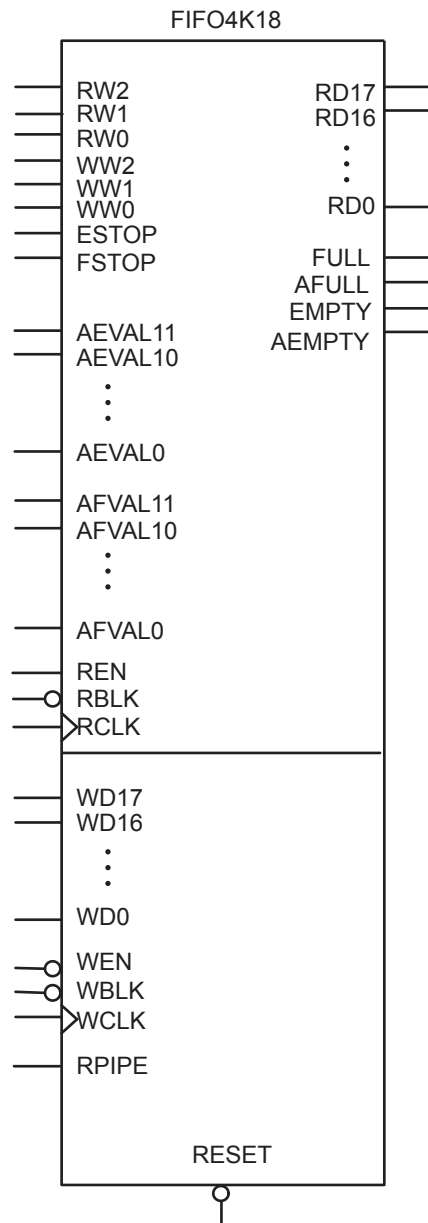 FIFO4K18
RW2
RW1
RW0
WW2
WW1
WW0
ESTOP
FSTOP
AEVAL11
AEVAL10
AEVAL0
AFVAL11
AFVAL10
AFVAL0
REN
RBLK
RCLK
RD17
RD16
RD0
FULL
AFULL
EMPTY
AEMPTY
WD17
WD16
WD0
WEN
WBLK
WCLK
RPIPE
RESET